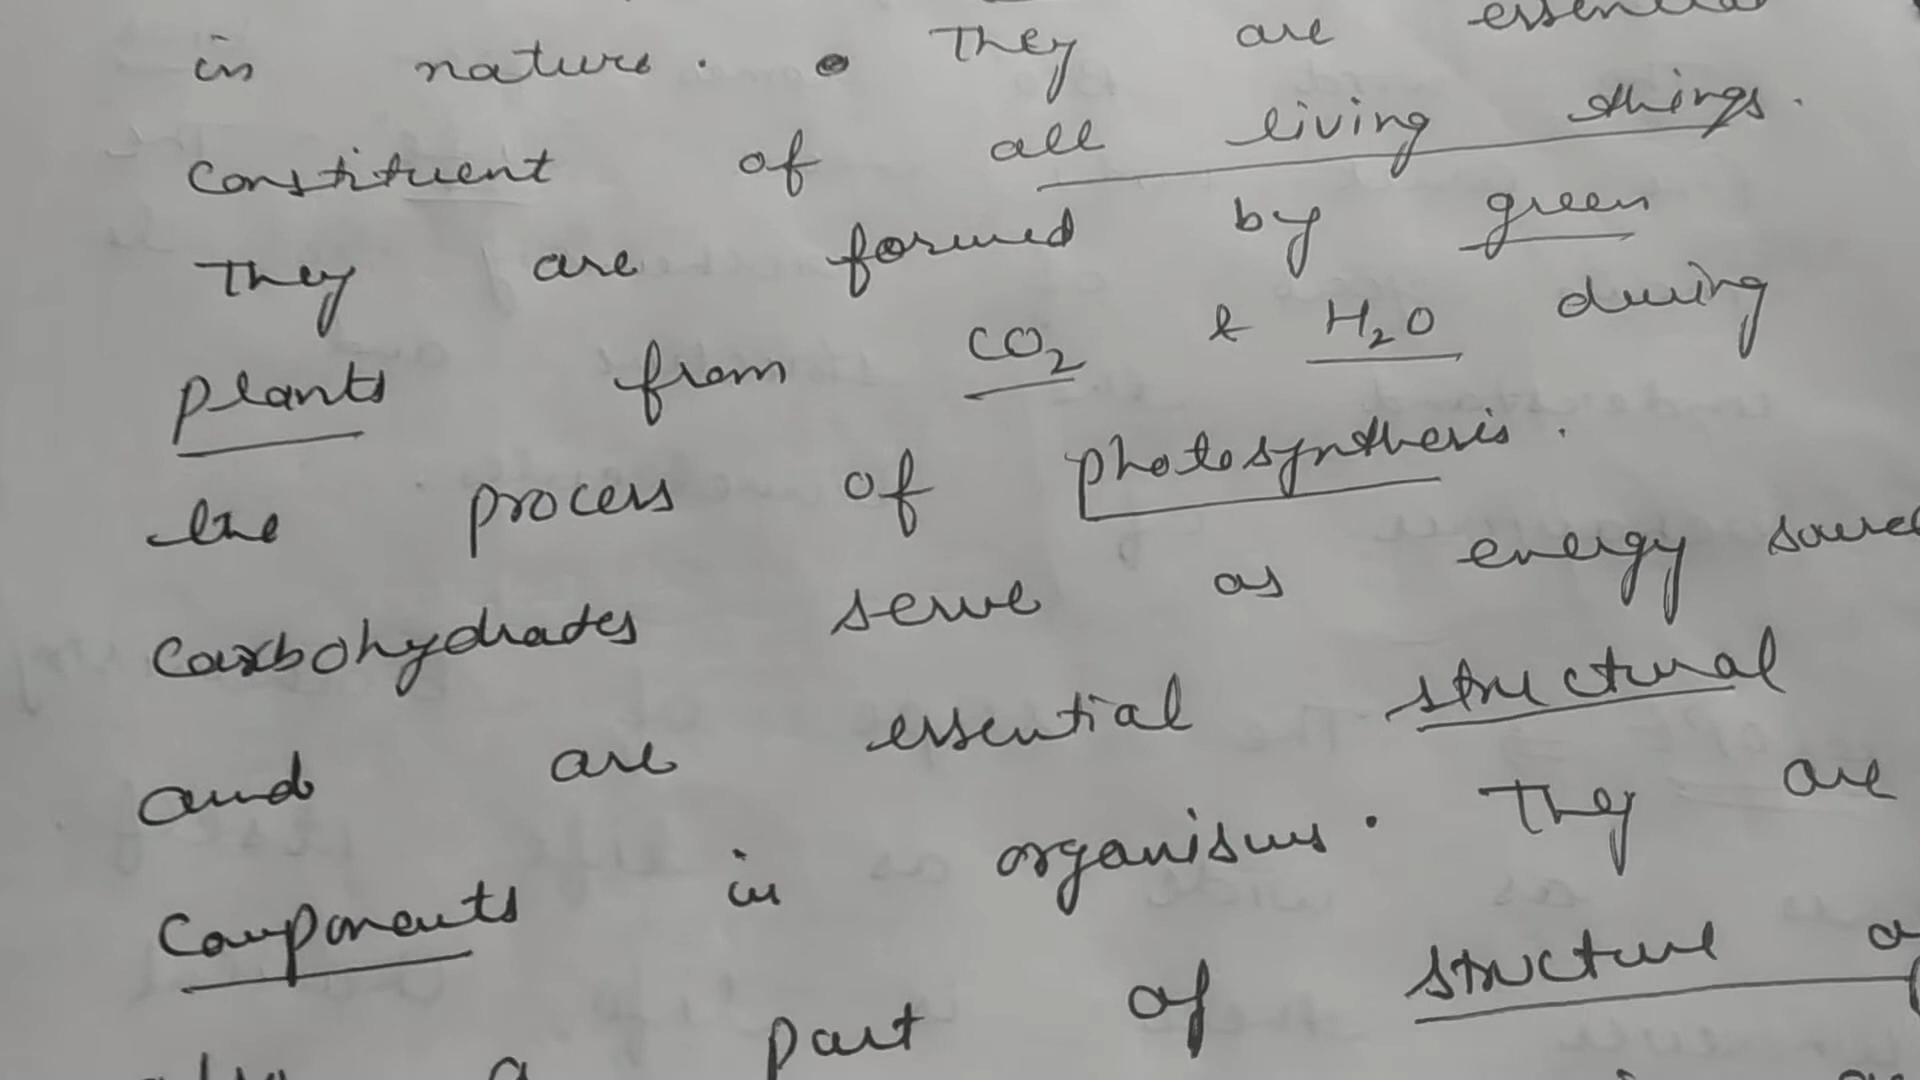 in nature. They are essential
constituent of all living things.
They are formed by green
plants from CO2 & H2O during
the process of photosynthesis.
Carbohydrates serve as energy
and are essential structural
components in organisms. They are
part of structure